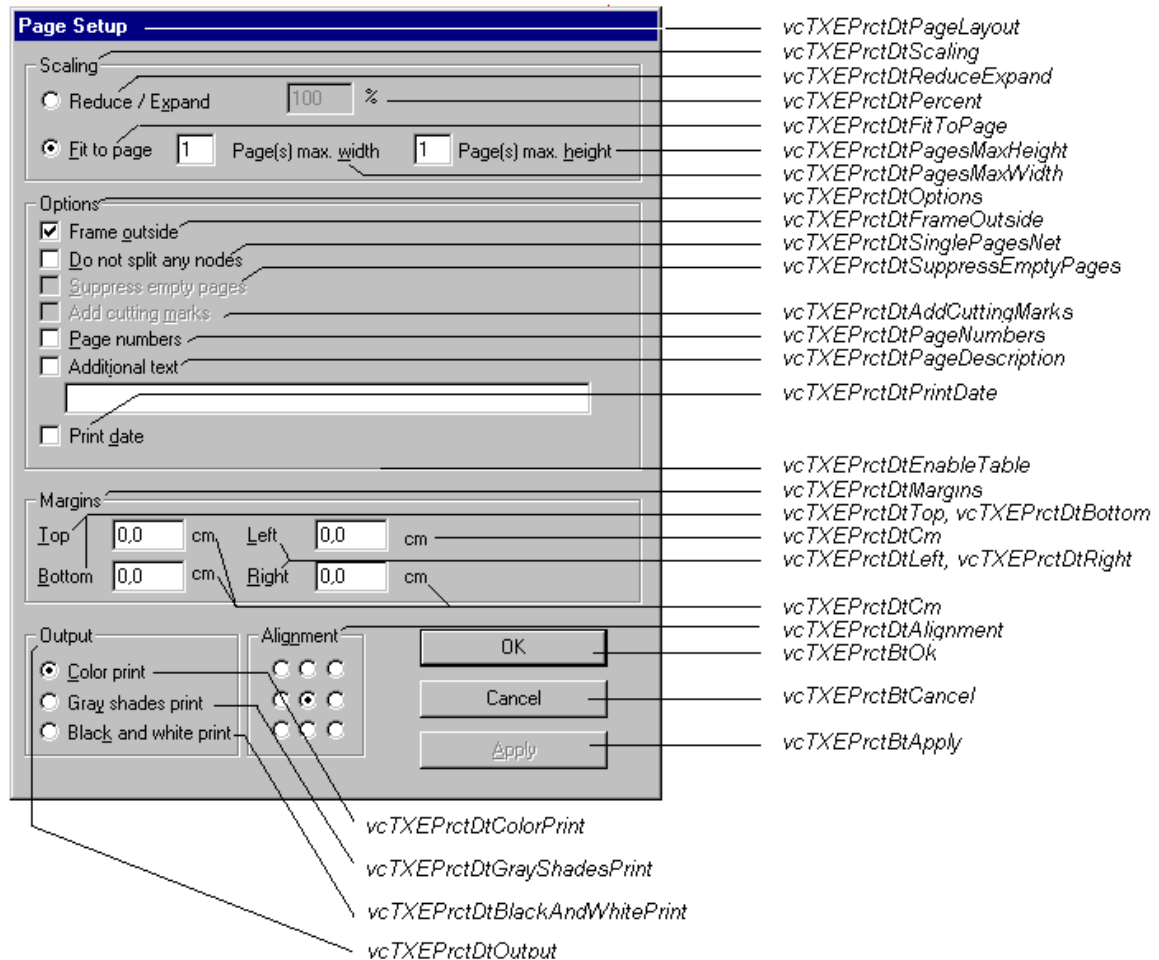 Page Setup
vcTXEPrctDtPageLayout
vcTXEPrctDtScaling
Scaling
vcTXEPrctDtReduceExpand
Reduce / Expand 100 %
vcTXEPrctDtPercent
vcTXEPrctDtFitToPage
Fit to page 1 Page(s) max. width 1 Page(s) max. height
vcTXEPrctDtPagesMaxHeight
vcTXEPrctDtPagesMaxWidth
Options
vcTXEPrctDtOptions
Frame outside
vcTXEPrctDtFrameOutside
vcTXEPrctDtSinglePagesNet
Do not split any nodes
vcTXEPrctDtSuppressEmptyPages
Suppress empty pages
Add cutting marks
vcTXEPrctDtAddCuttingMarks
Page numbers
vcTXEPrctDtPageNumbers
Additional text
vcTXEPrctDtPageDescription
vcTXEPrctDtPrintDate
Print date
vcTXEPrctDtEnableTable
Margins
vcTXEPrctDtMargins
vcTXEPrctDtTop, vcTXEPrctDtBottom
Top 0,0 cm Left 0,0 cm
vcTXEPrctDtCm
vcTXEPrctDtLeft, vcTXEPrctDtRight
Bottom 0,0 cm Right 0,0 cm
vcTXEPrctDtCm
Output
Alignment
vcTXEPrctDtAlignment
OK
vcTXEPrctBtOk
Color print
Gray shades print
Black and white print
Cancel
vcTXEPrctBtCancel
Apply
vcTXEPrctBtApply
vcTXEPrctDtColorPrint
vcTXEPrctDtGrayShadesPrint
vcTXEPrctDtBlackAndWhitePrint
vcTXEPrctDtOutput